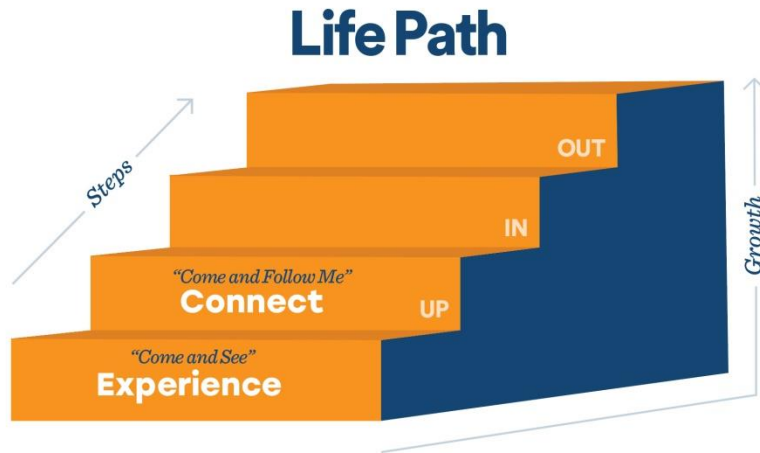 Life Path
Steps
OUT
IN
“Come and Follow Me”
Connect
UP
“Come and See”
Experience
Growth